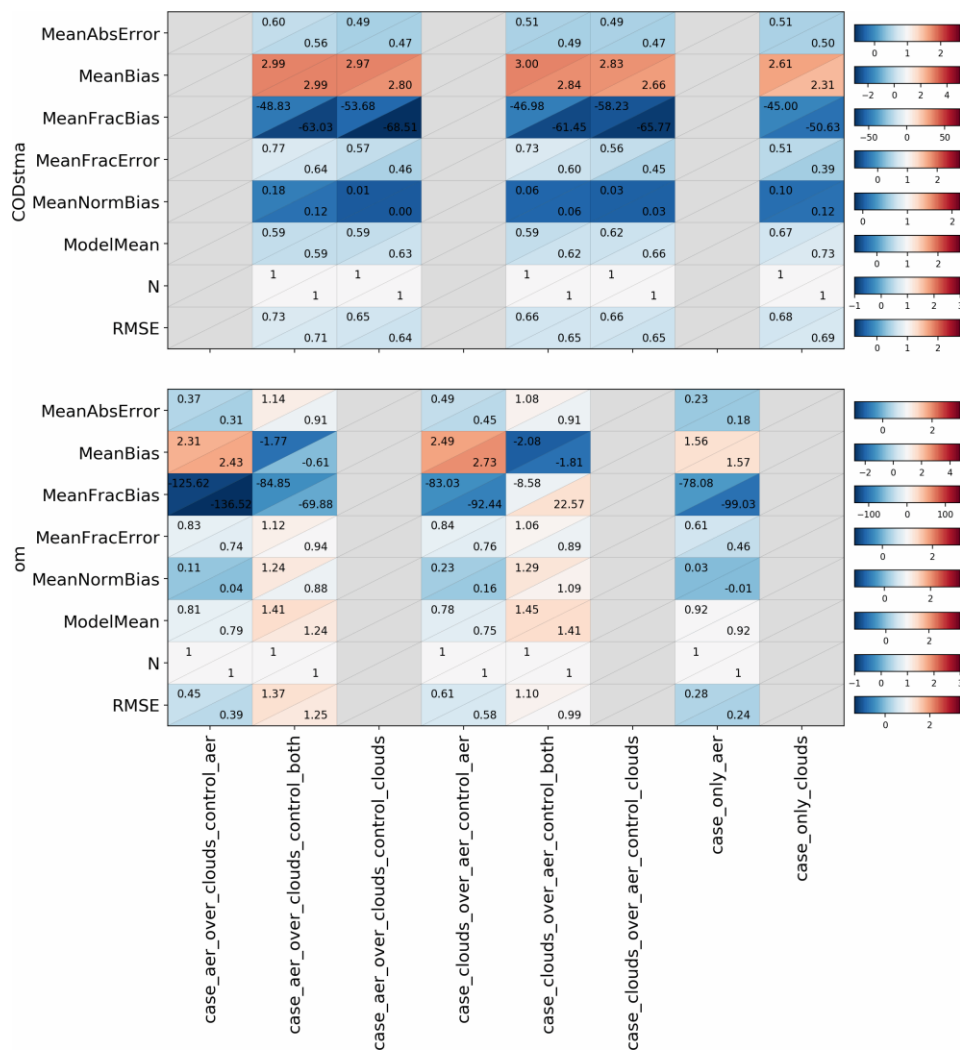 MeanAbsError 0.60 0.56 0.49 0.47 0.51 0.49 0.49 0.47 0.51 0.50
0 1 2
MeanBias 2.99 2.99 2.97 2.80 3.00 2.84 2.83 2.66 2.61 2.31
-2 0 2 4
MeanFracBias -48.83 -63.03 -53.68 -68.51 -46.98 -61.45 -58.23 -65.77 -45.00 -50.63
-50 0 50
MeanFracError 0.77 0.64 0.57 0.46 0.73 0.60 0.56 0.45 0.51 0.39
0 1 2
CODstma
MeanNormBias 0.18 0.12 0.01 0.00 0.06 0.06 0.03 0.03 0.10 0.12
0 1 2
ModelMean 0.59 0.59 0.59 0.63 0.59 0.62 0.62 0.66 0.67 0.73
0 1 2
N 1 1 1 1 1 1 1 1 1 1
-1 0 1 2 3
RMSE 0.73 0.71 0.65 0.64 0.66 0.65 0.66 0.65 0.68 0.69
0 1 2
MeanAbsError 0.37 0.31 1.14 0.91 0.49 0.45 1.08 0.91 0.23 0.18
0 2
MeanBias 2.31 2.43 -1.77 -0.61 2.49 2.73 -2.08 -1.81 1.56 1.57
-2 0 2 4
MeanFracBias -125.62 -136.52 -84.85 -69.88 -83.03 -92.44 -8.58 22.57 -78.08 -99.03
-100 0 100
MeanFracError 0.83 0.74 1.12 0.94 0.84 0.76 1.06 0.89 0.61 0.46
0 2
om
MeanNormBias 0.11 0.04 1.24 0.88 0.23 0.16 1.29 1.09 0.03 -0.01
0 2
ModelMean 0.81 0.79 1.41 1.24 0.78 0.75 1.45 1.41 0.92 0.92
0 2
N 1 1 1 1 1 1 1 1 1 1
-1 0 1 2 3
RMSE 0.45 0.39 1.37 1.25 0.61 0.58 1.10 0.99 0.28 0.24
0 2
case_aer_over_clouds_control_aer
case_aer_over_clouds_control_both
case_aer_over_clouds_control_clouds
case_clouds_over_aer_control_aer
case_clouds_over_aer_control_both
case_clouds_over_aer_control_clouds
case_only_aer
case_only_clouds